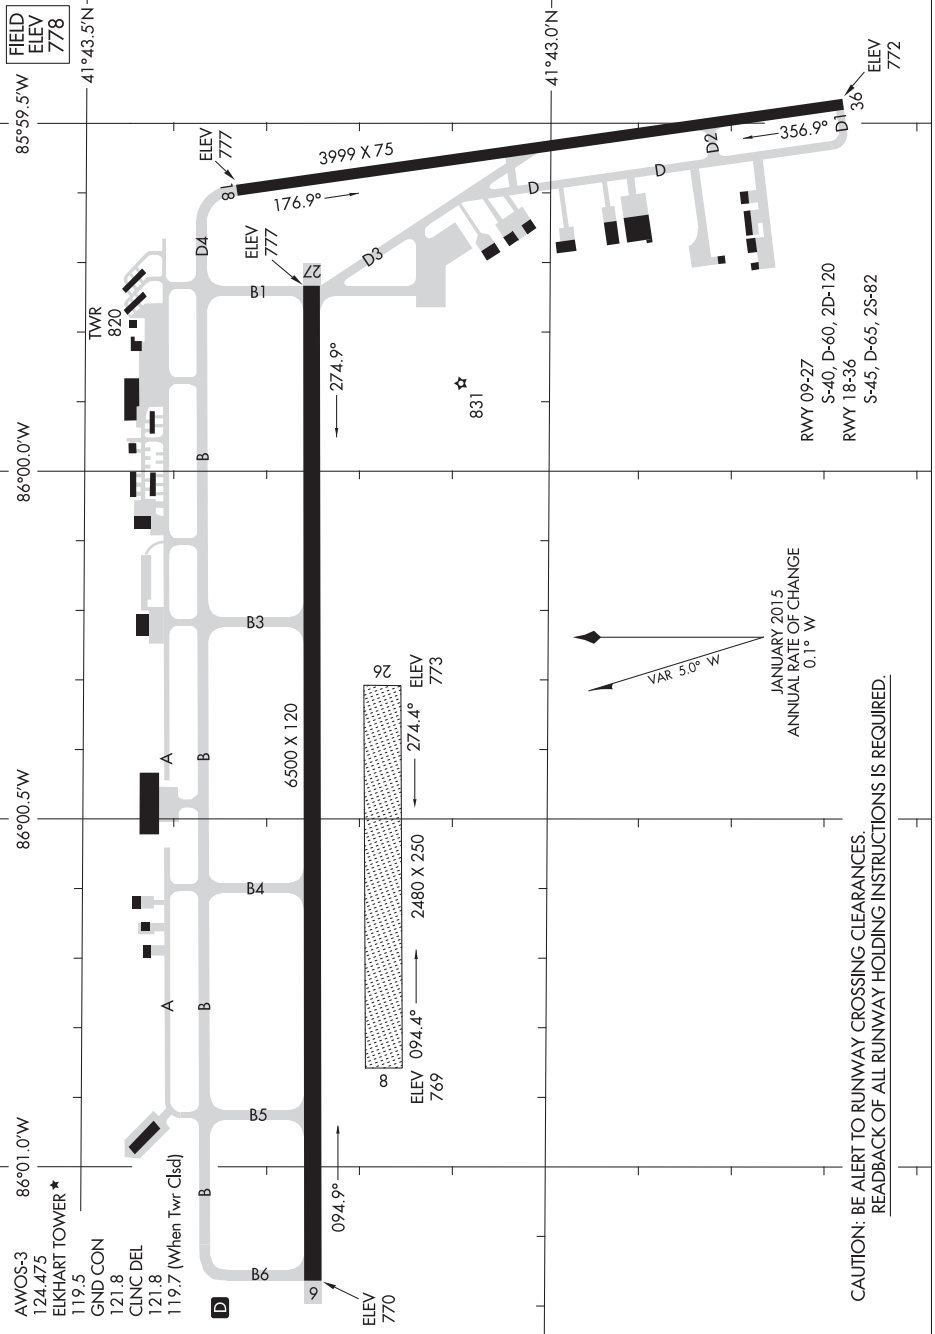 AWOS-3
124.475
ELKHART TOWER
119.5
GND CON
121.8
CLNC DEL
121.8
119.7 (When Twr Clsd)
D
86°01.0'W
86°00.5'W
86°00.0'W
85°59.5'W
FIELD
ELEV
778
41°43.5'N
41°43.0'N
TWR
820
A
A
B
B
B
B
B6
B5
B4
B3
B1
D4
D3
D
D
D2
D1
9
27
ELEV
770
ELEV
777
094.9°
6500 X 120
274.9°
18
36
ELEV
777
ELEV
772
3999 X 75
176.9°
356.9°
8
26
ELEV
769
094.4°
2480 X 250
274.4°
ELEV
773
831
VAR 5.0° W
JANUARY 2015
ANNUAL RATE OF CHANGE
0.1° W
RWY 09-27
S-40, D-60, 2D-120
RWY 18-36
S-45, D-65, 2S-82
CAUTION: BE ALERT TO RUNWAY CROSSING CLEARANCES.
READBACK OF ALL RUNWAY HOLDING INSTRUCTIONS IS REQUIRED.